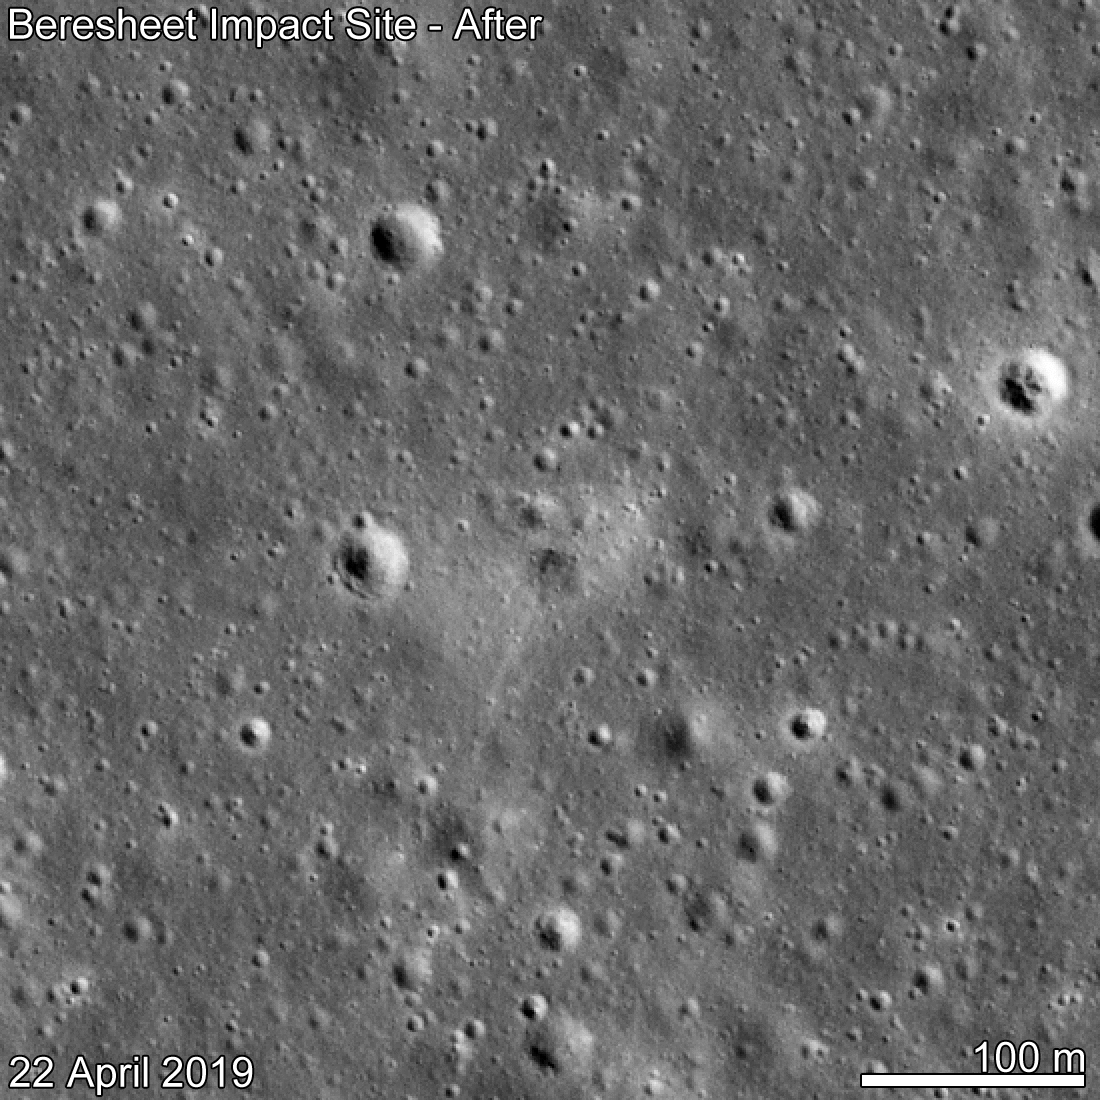 Beresheet Impact Site - After
22 April 2019
100 m